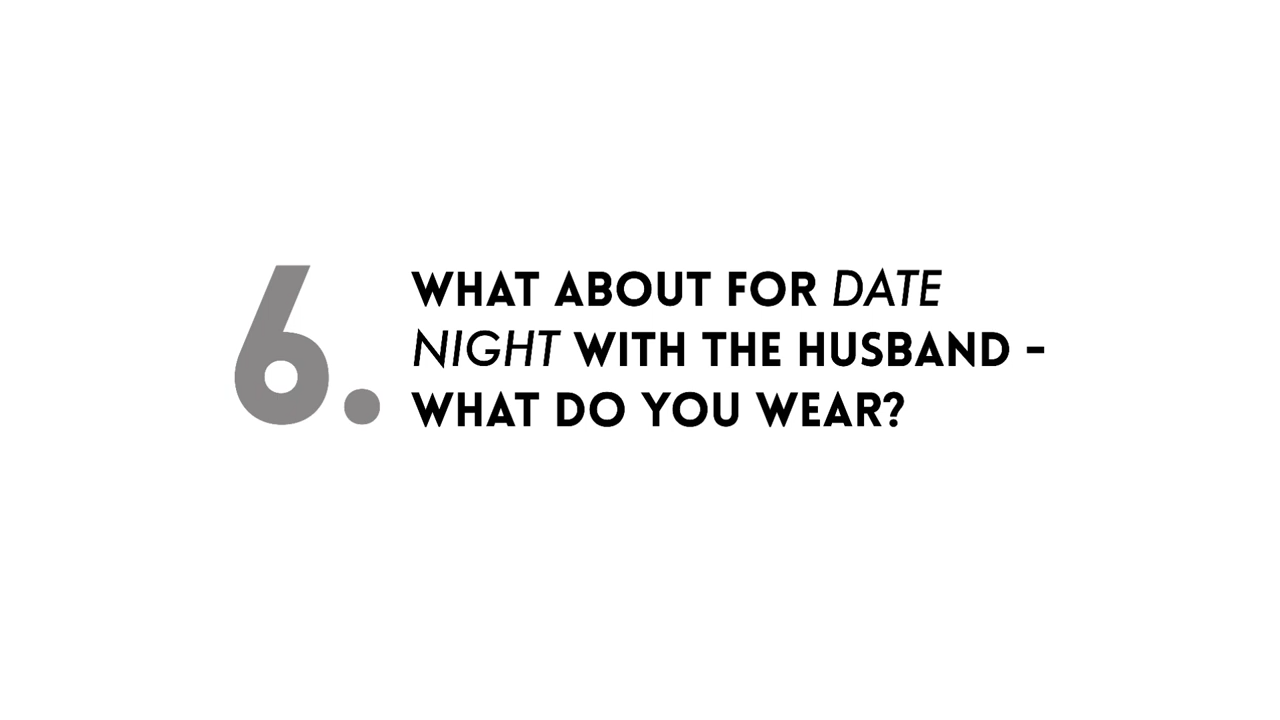 6. WHAT ABOUT FOR DATE
NIGHT WITH THE HUSBAND -
WHAT DO YOU WEAR?